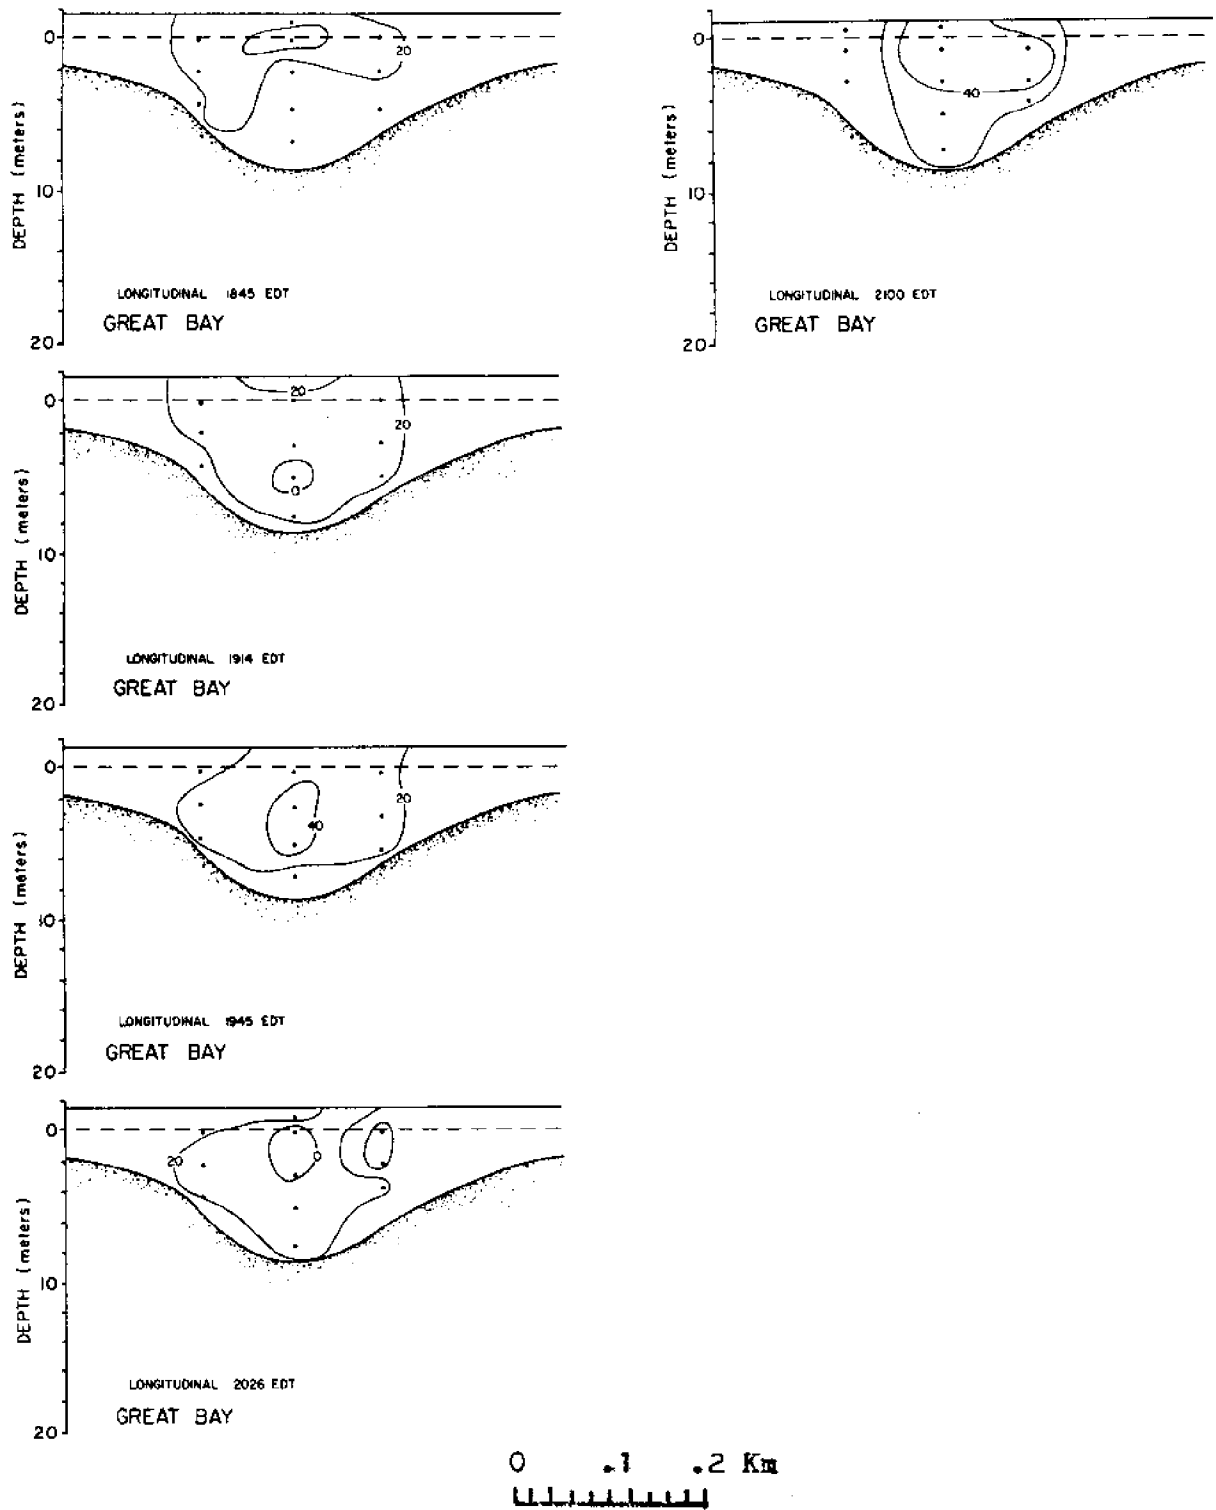 0
20
DEPTH (meters)
10
LONGITUDINAL 1845 EDT
GREAT BAY
20
0
40
DEPTH (meters)
10
LONGITUDINAL 2100 EDT
GREAT BAY
20
20
0
20
DEPTH (meters)
0
10
LONGITUDINAL 1914 EDT
GREAT BAY
20
0
20
40
DEPTH (meters)
10
LONGITUDINAL 1945 EDT
GREAT BAY
20
0
20
0
DEPTH (meters)
10
LONGITUDINAL 2026 EDT
GREAT BAY
20
0 .1 .2 Km